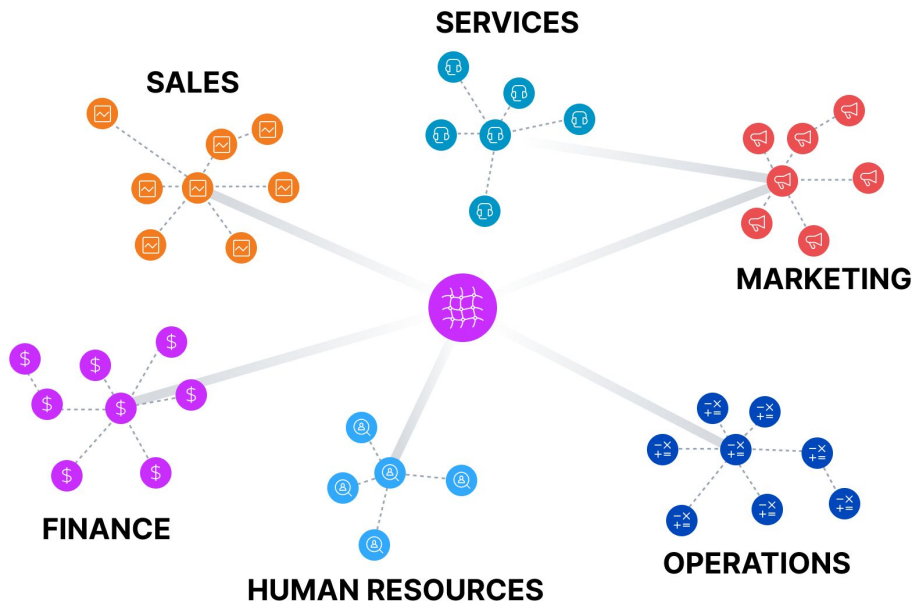 SERVICES
SALES
MARKETING
FINANCE
HUMAN RESOURCES
OPERATIONS